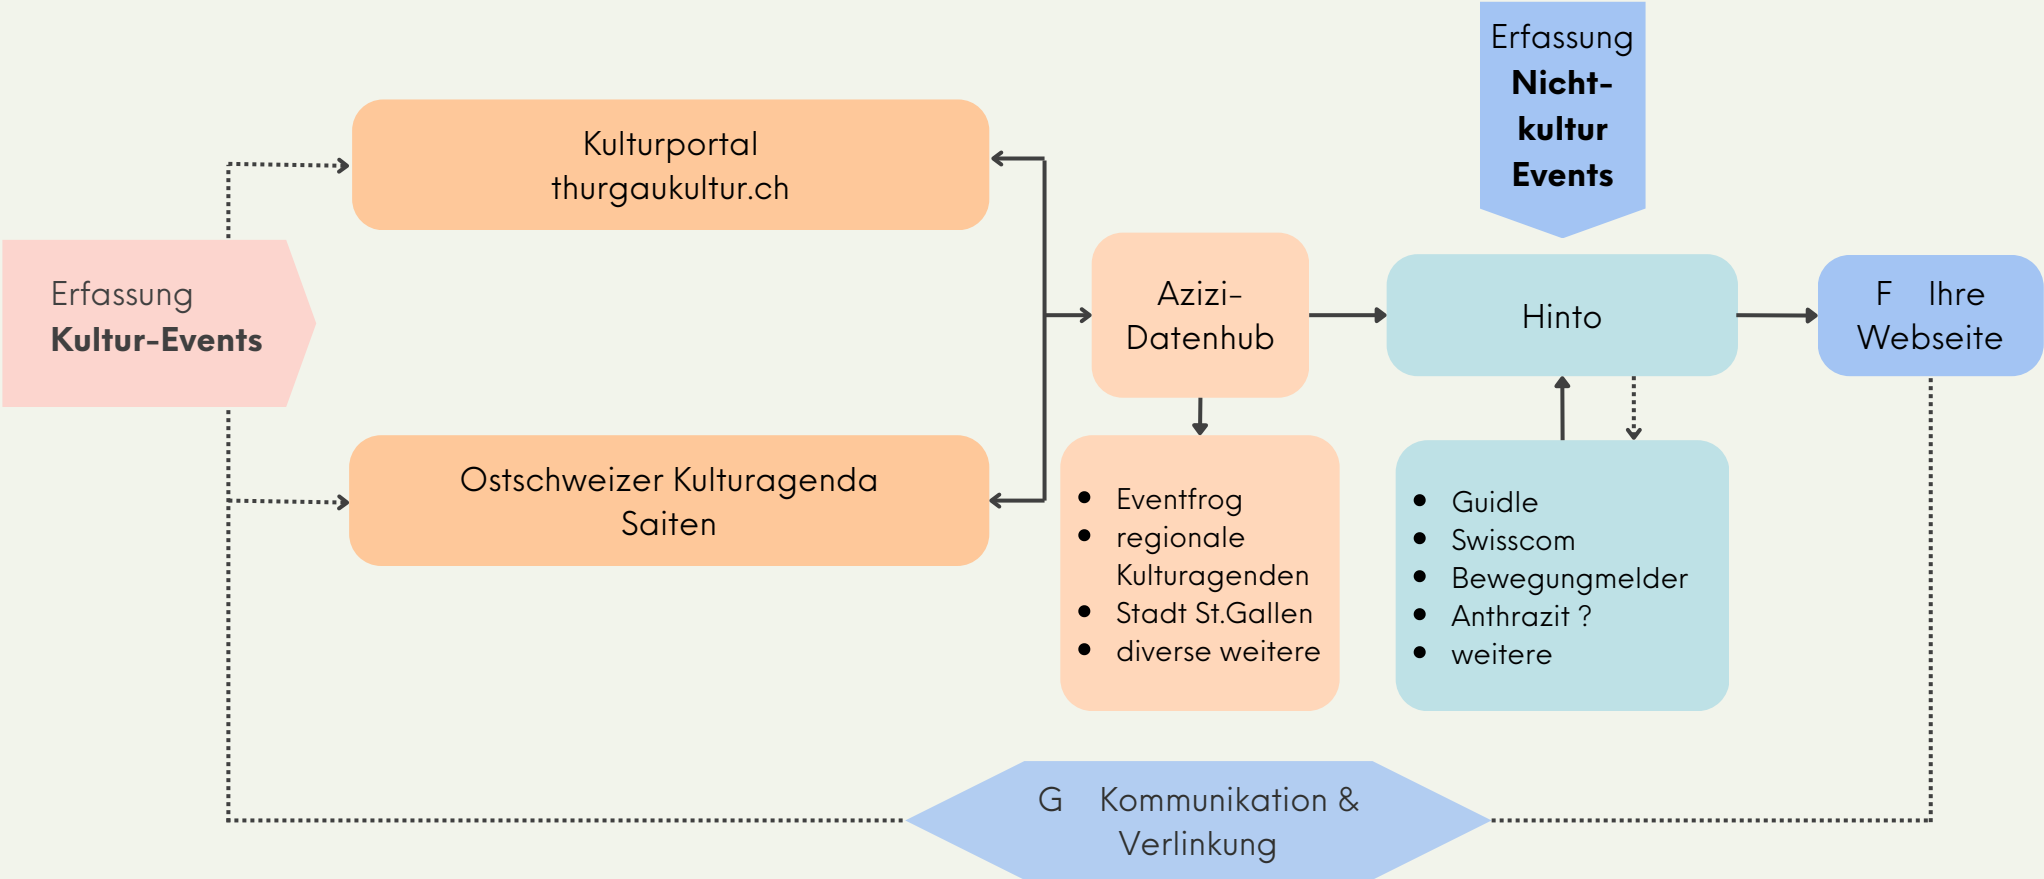 Erfassung
Nicht-
kultur
Events
Kulturportal
thurgaukultur.ch
Erfassung
Kultur-Events
Azizi-
Datenhub
Hinto
F Ihre
Webseite
Ostschweizer Kulturagenda
Saiten
• Eventfrog
• regionale
Kulturagenden
• Stadt St.Gallen
• diverse weitere
• Guidle
• Swisscom
• Bewegungmelder
• Anthrazit ?
• weitere
G Kommunikation &
Verlinkung